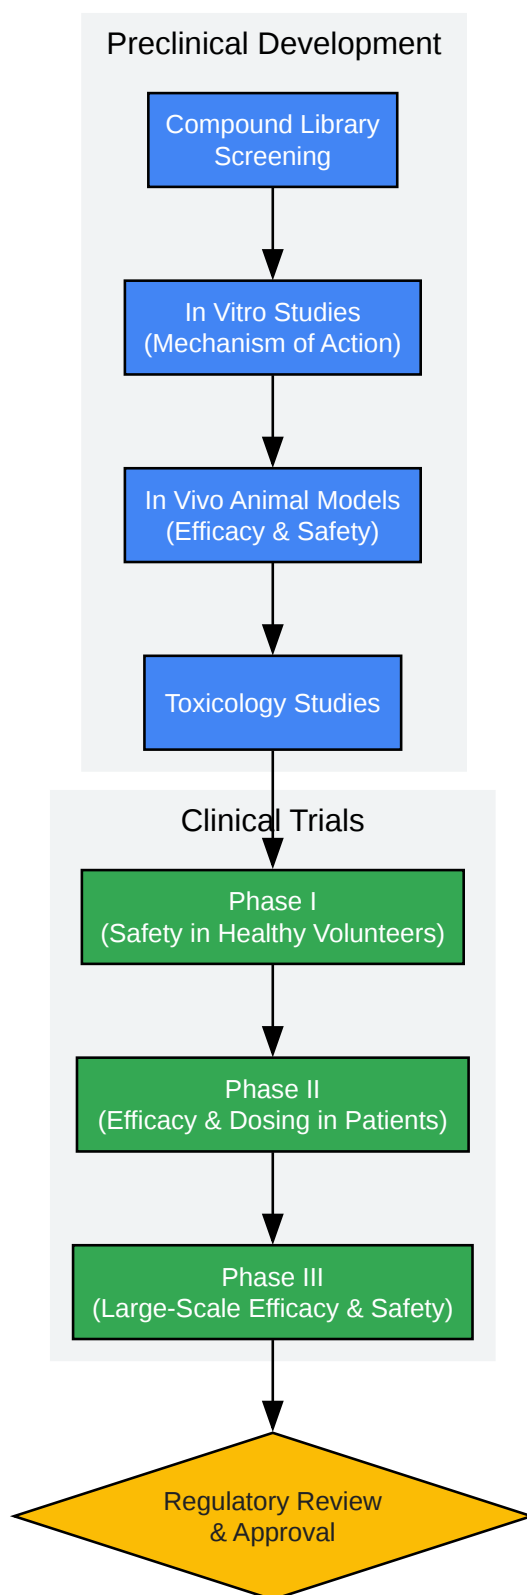 Preclinical Development
Compound Library
Screening
In Vitro Studies
(Mechanism of Action)
In Vivo Animal Models
(Efficacy & Safety)
Toxicology Studies
Clinical Trials
Phase I
(Safety in Healthy Volunteers)
Phase II
(Efficacy & Dosing in Patients)
Phase III
(Large-Scale Efficacy & Safety)
Regulatory Review
& Approval